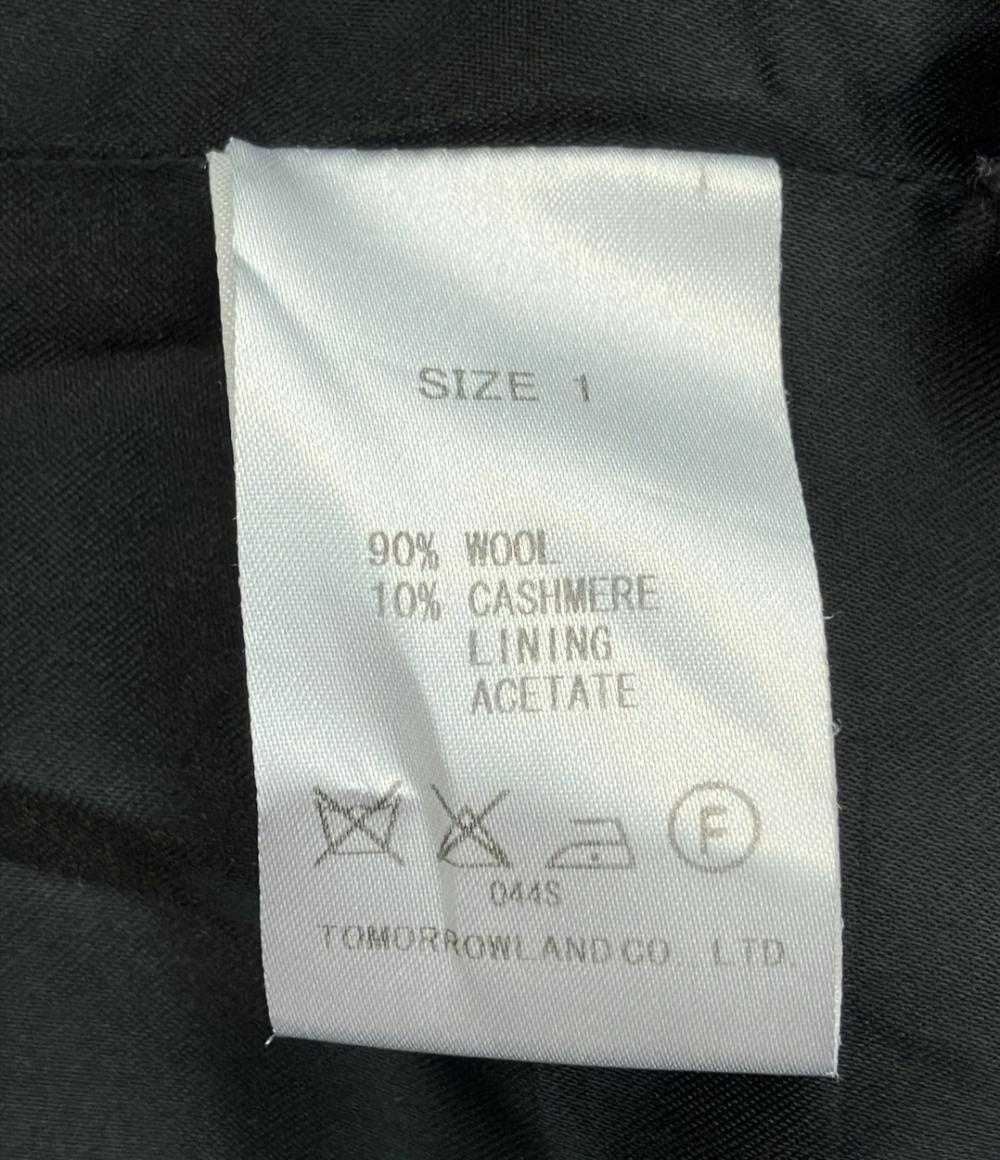 SIZE 1
90% WOOL
10% CASHMERE
LINING
ACETATE
F
044S
TOMORROWLAND CO., LTD.